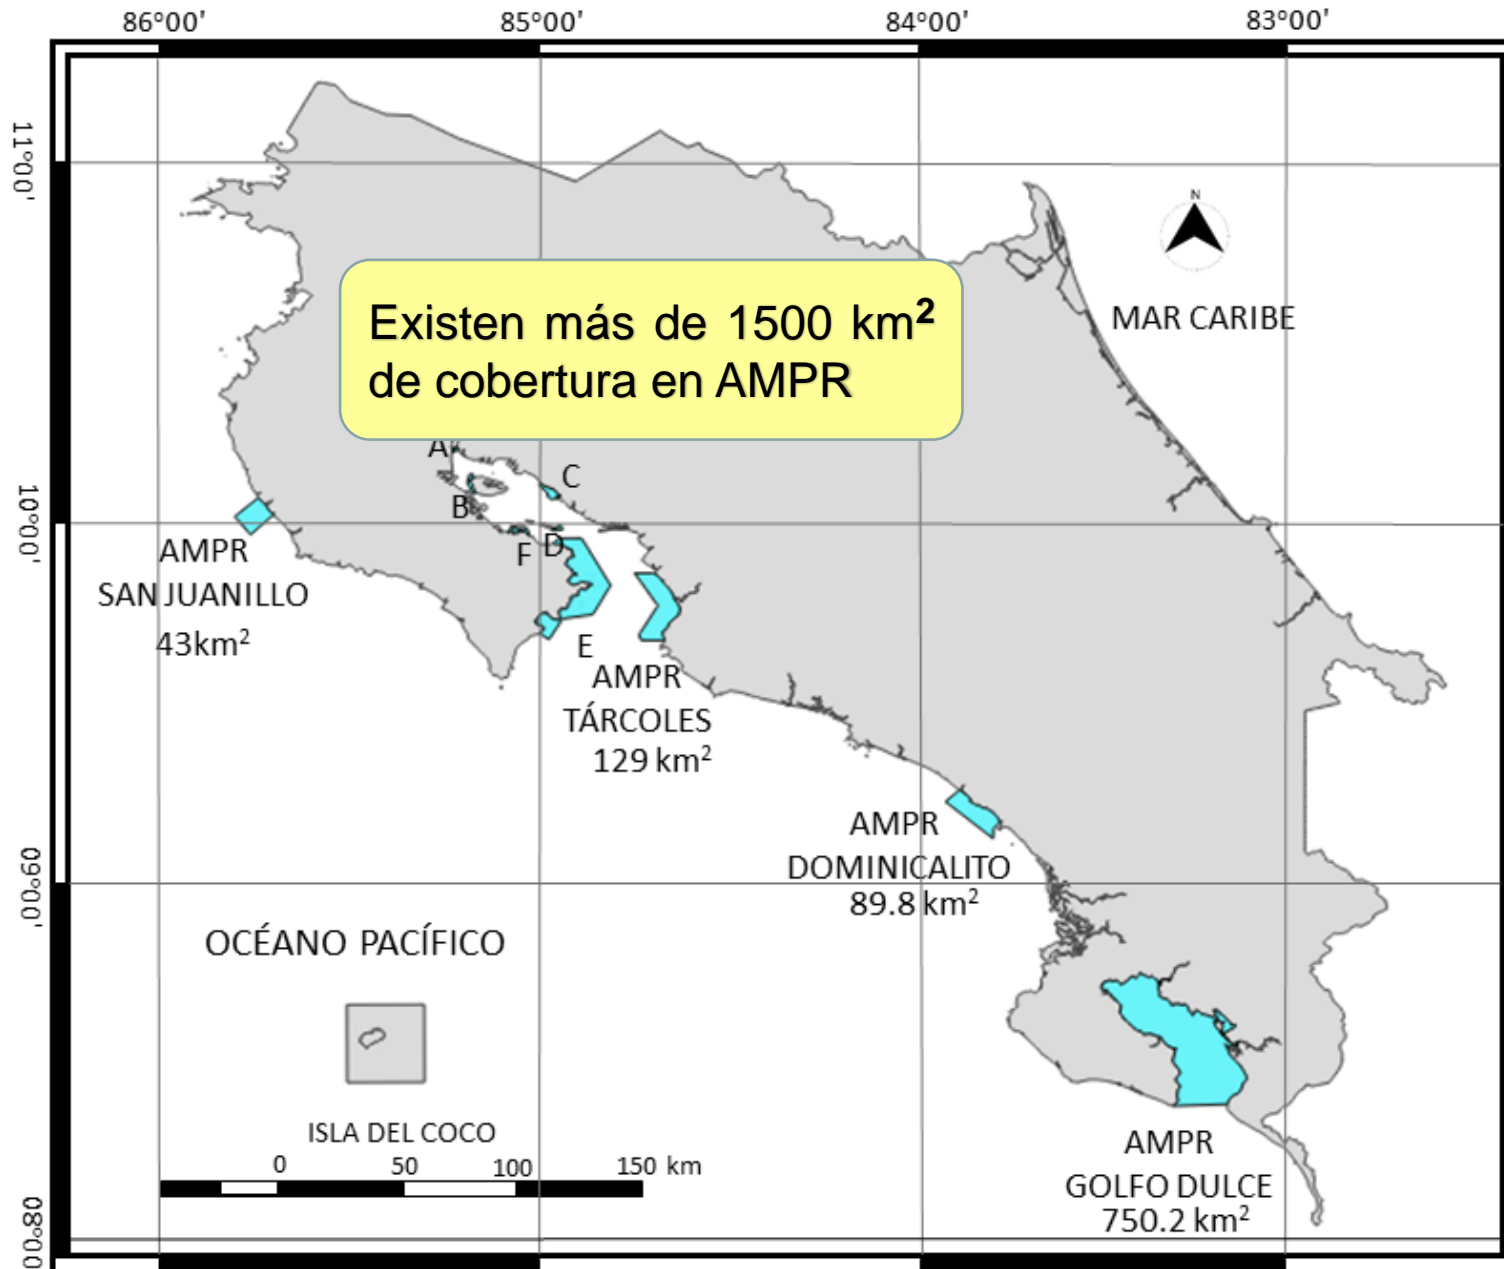 86°00'
85°00'
84°00'
83°00'
11°00'
N
MAR CARIBE
Existen más de 1500 km²
de cobertura en AMPR
A
B
C
10°00'
F
D
E
AMPR
SAN JUANILLO
43km²
AMPR
TÁRCOLES
129 km²
AMPR
DOMINICALITO
89.8 km²
09°00'
OCÉANO PACÍFICO
ISLA DEL COCO
0 50 100 150 km
AMPR
GOLFO DULCE
750.2 km²
08°00